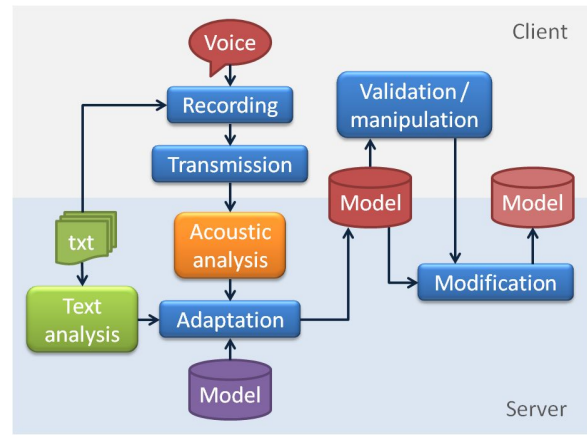 Client
Voice
Recording
Validation /
manipulation
Transmission
Model
Model
txt
Acoustic
analysis
Modification
Text
analysis
Adaptation
Model
Server